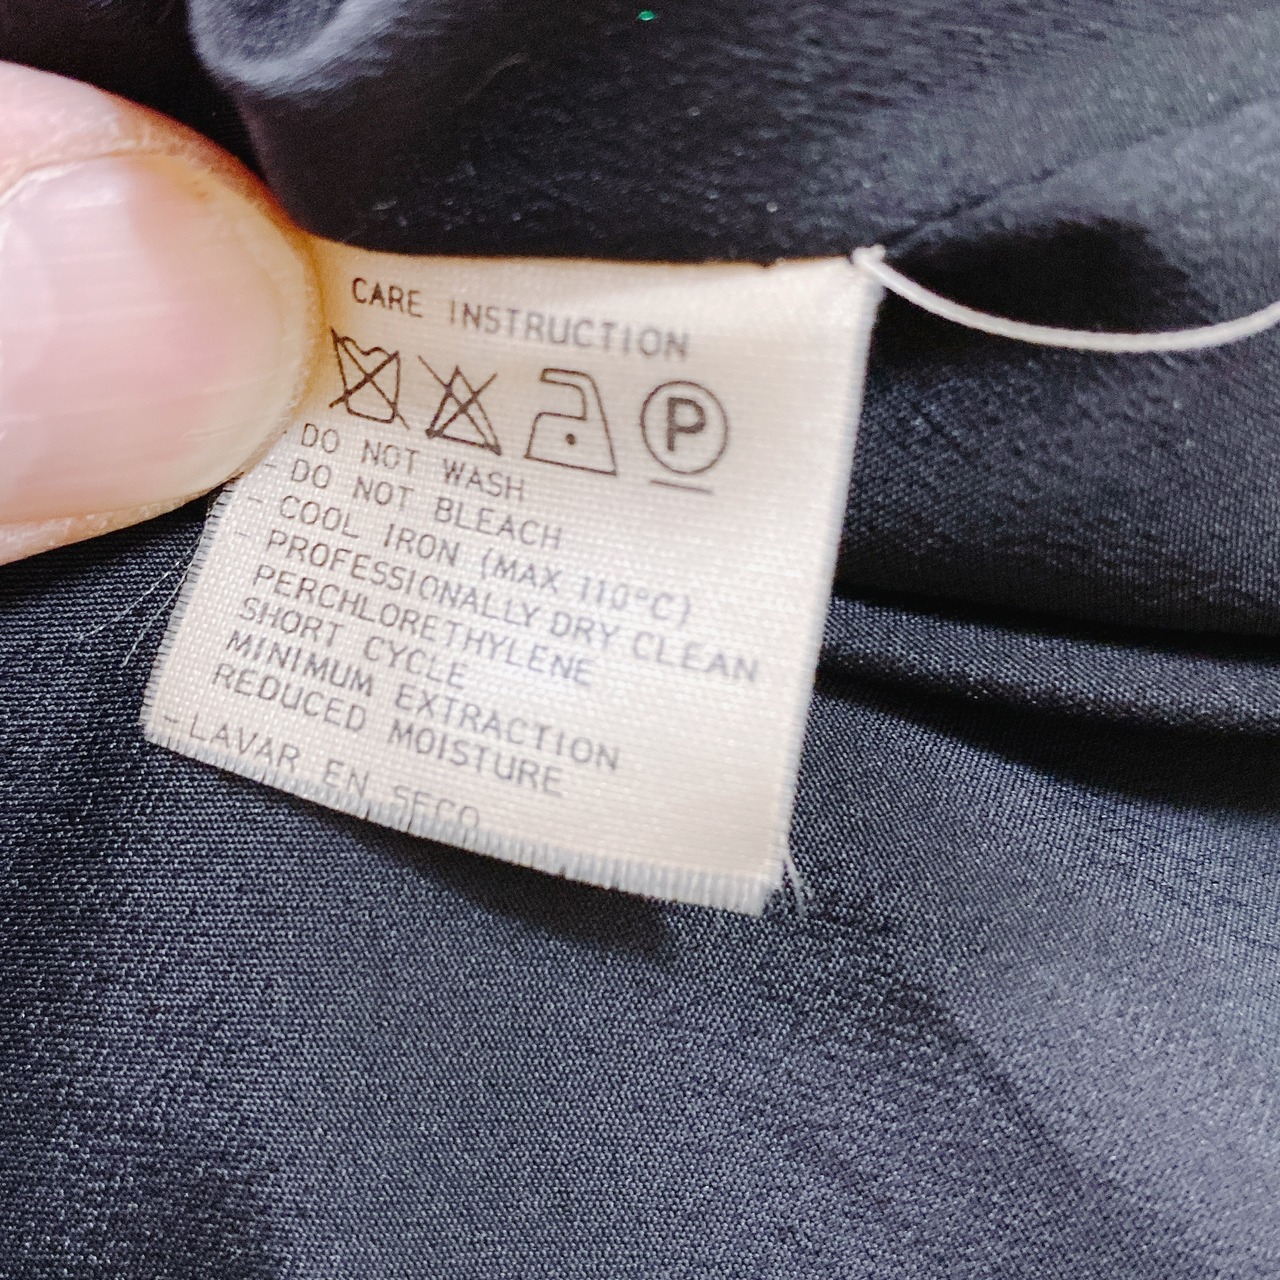 CARE INSTRUCTION
P
- DO NOT WASH
- DO NOT BLEACH
- COOL IRON (MAX 110°C)
- PROFESSIONALLY DRY CLEAN
PERCHLORETHYLENE
SHORT CYCLE
MINIMUM EXTRACTION
REDUCED MOISTURE
- LAVAR EN SECO